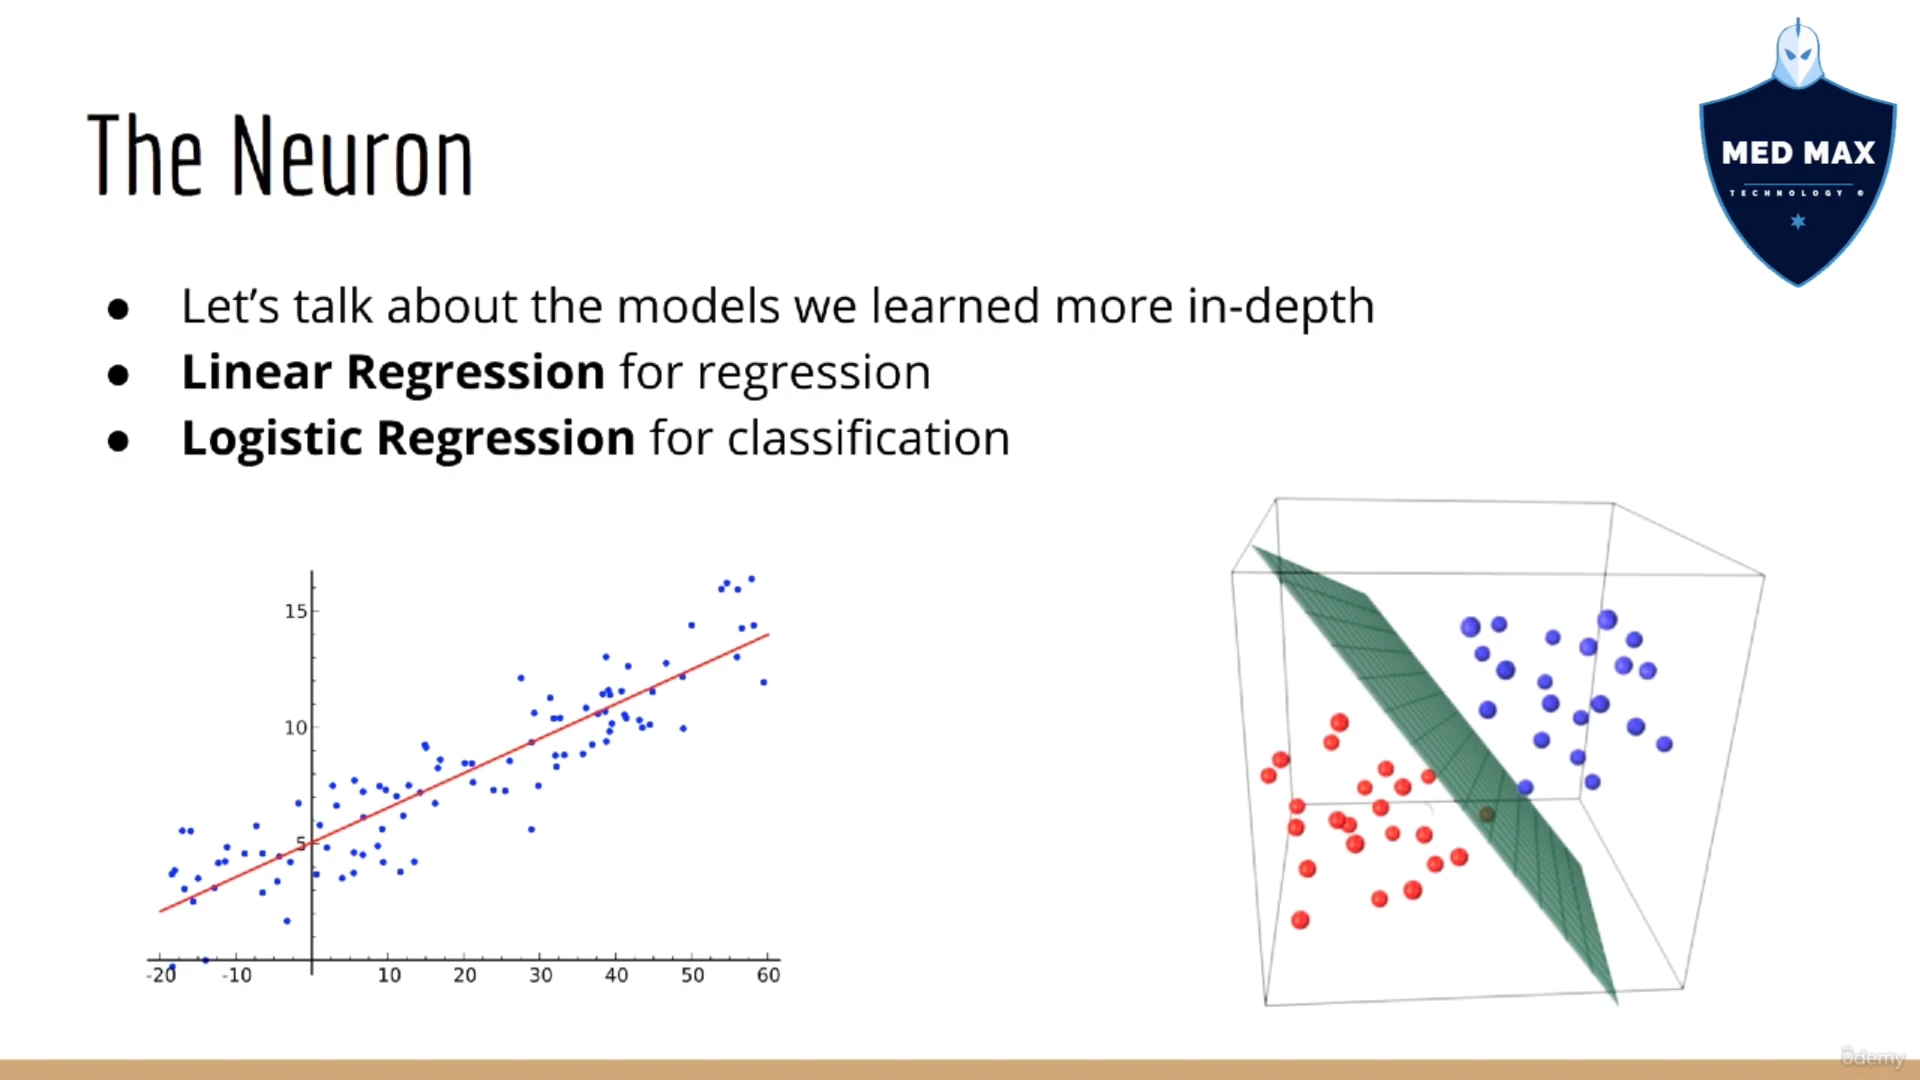 The Neuron
MED MAX
TECHNOLOGY ®
● Let’s talk about the models we learned more in-depth
● Linear Regression for regression
● Logistic Regression for classification
15
10
5
-20 -10 10 20 30 40 50 60
ûdemy